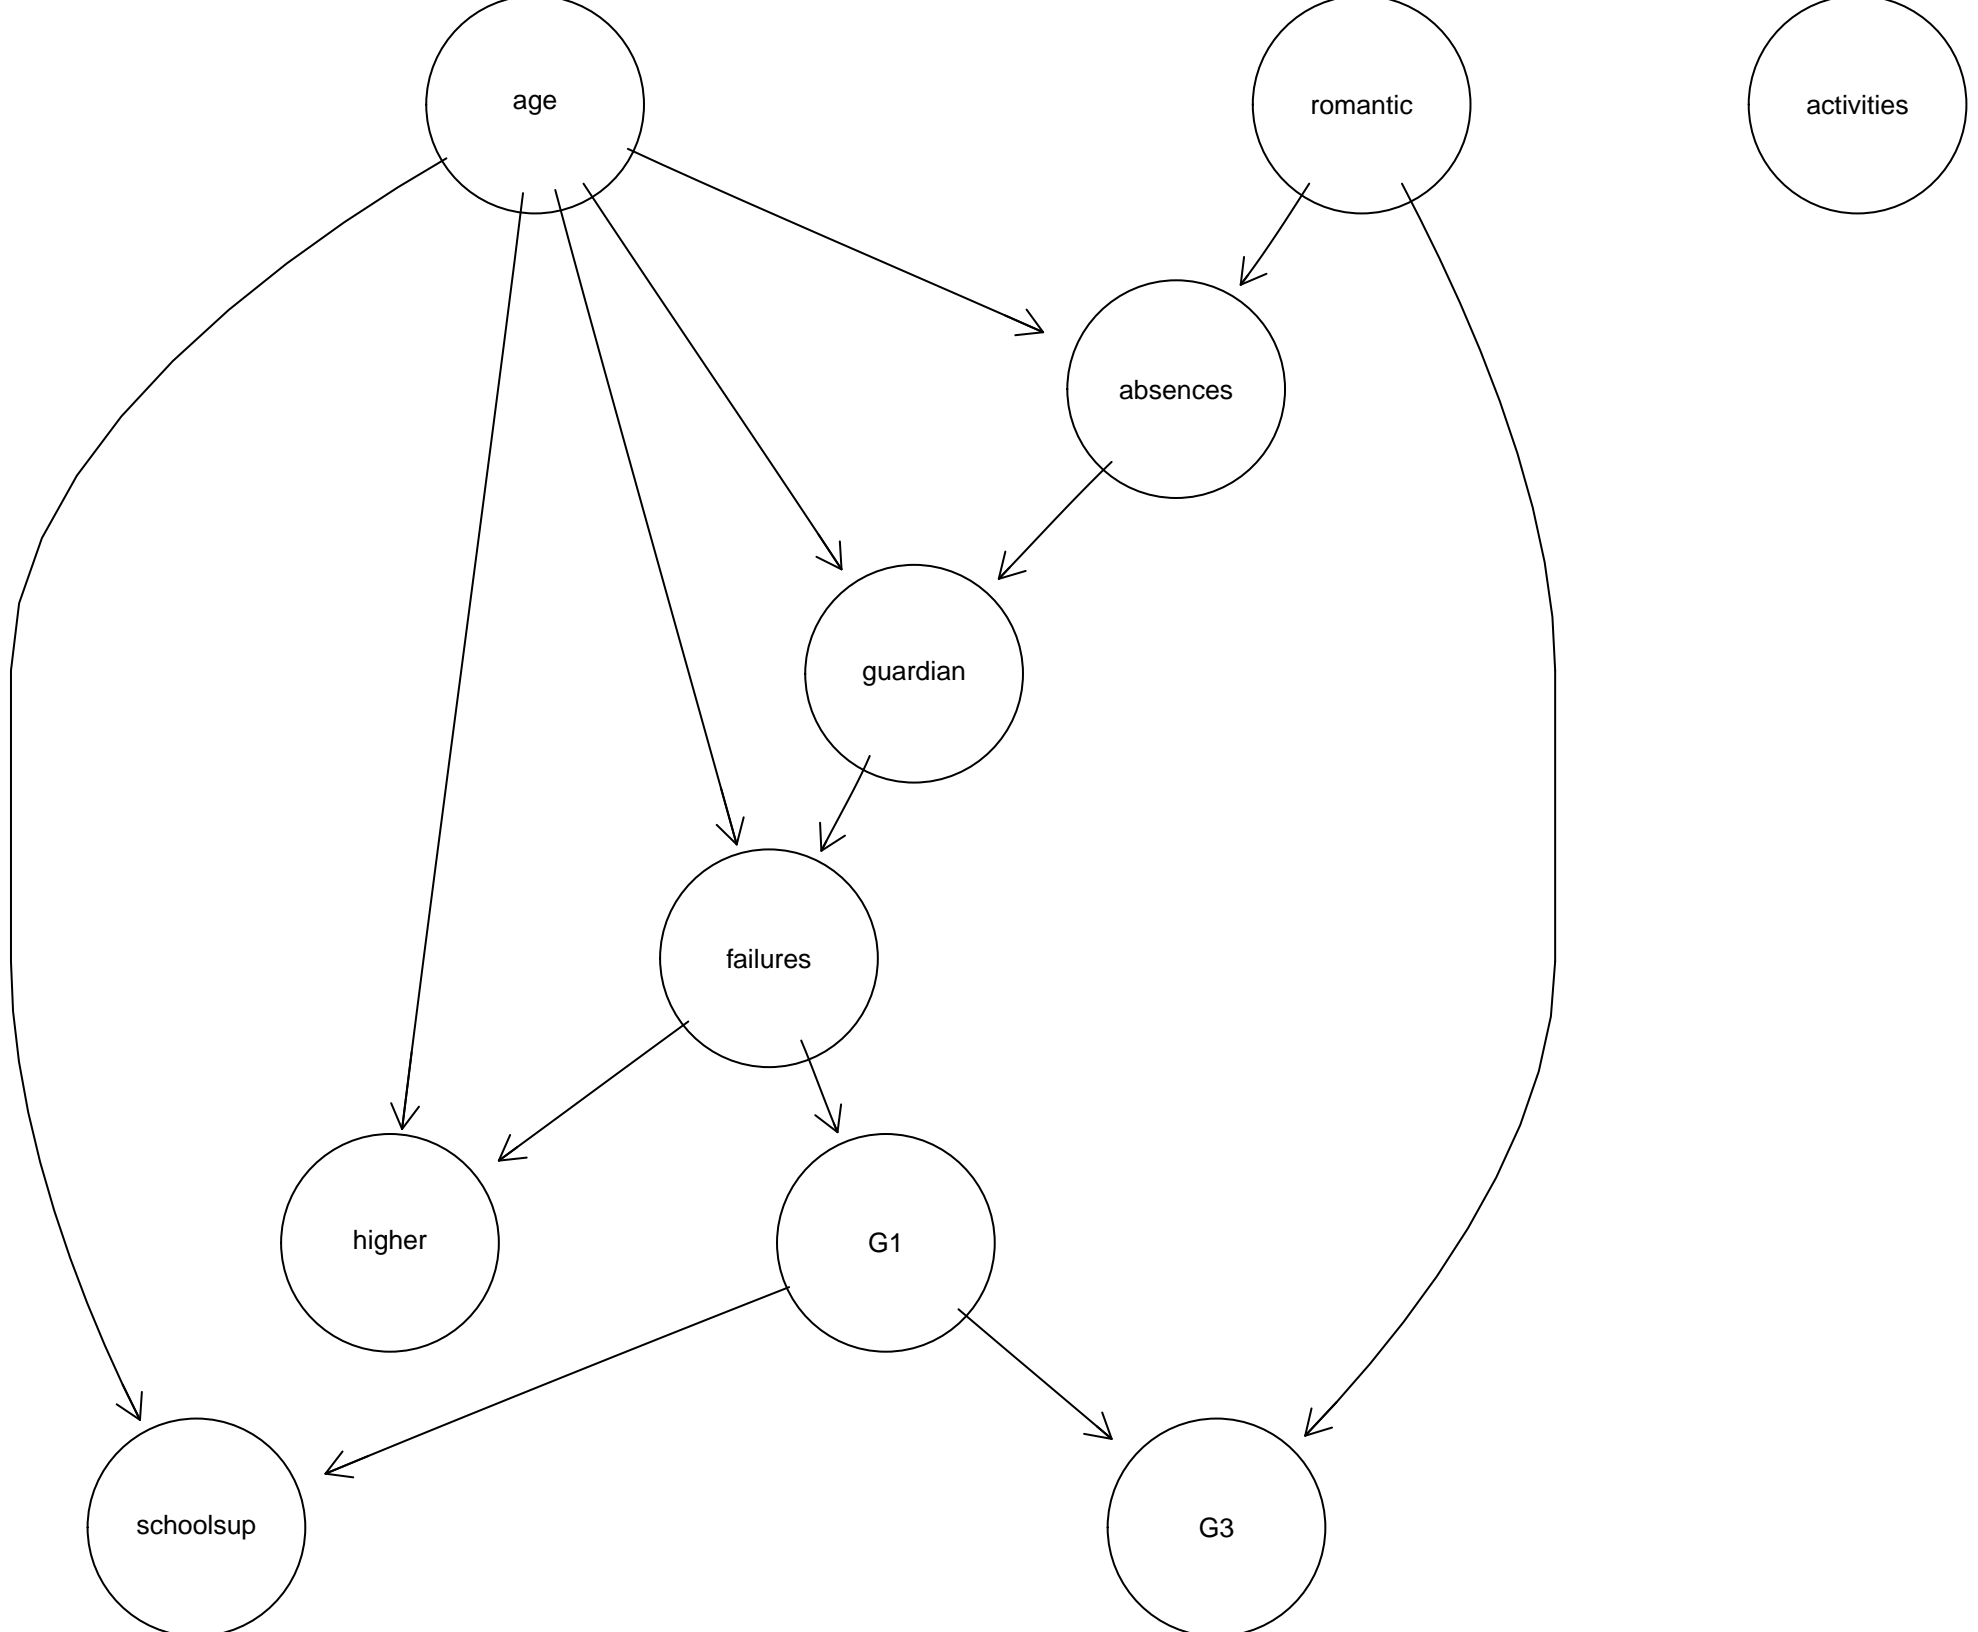 age
romantic
activities
absences
guardian
failures
higher
G1
schoolsup
G3